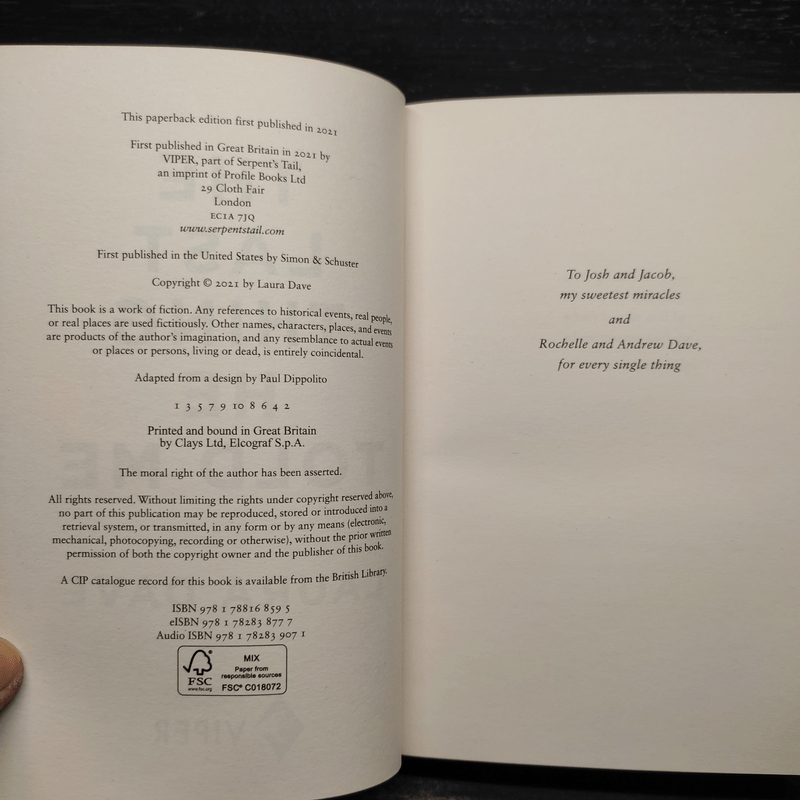 This paperback edition first published in 2021
First published in Great Britain in 2021 by
VIPER, part of Serpent's Tail,
an imprint of Profile Books Ltd
29 Cloth Fair
London
EC1A 7JQ
www.serpentstail.com
First published in the United States by Simon & Schuster
Copyright © 2021 by Laura Dave
This book is a work of fiction. Any references to historical events, real people,
or real places are used fictitiously. Other names, characters, places, and events
are products of the author's imagination, and any resemblance to actual events
or places or persons, living or dead, is entirely coincidental.
Adapted from a design by Paul Dippolito
1 3 5 7 9 10 8 6 4 2
Printed and bound in Great Britain
by Clays Ltd, Elcograf S.p.A.
The moral right of the author has been asserted.
All rights reserved. Without limiting the rights under copyright reserved above,
no part of this publication may be reproduced, stored or introduced into a
retrieval system, or transmitted, in any form or by any means (electronic,
mechanical, photocopying, recording or otherwise), without the prior written
permission of both the copyright owner and the publisher of this book.
A CIP catalogue record for this book is available from the British Library.
ISBN 978 1 78816 859 5
eISBN 978 1 78283 877 7
Audio ISBN 978 1 78283 907 1
FSC
www.fsc.org
MIX
Paper from
responsible sources
FSC® C018072
To Josh and Jacob,
my sweetest miracles
and
Rochelle and Andrew Dave,
for every single thing